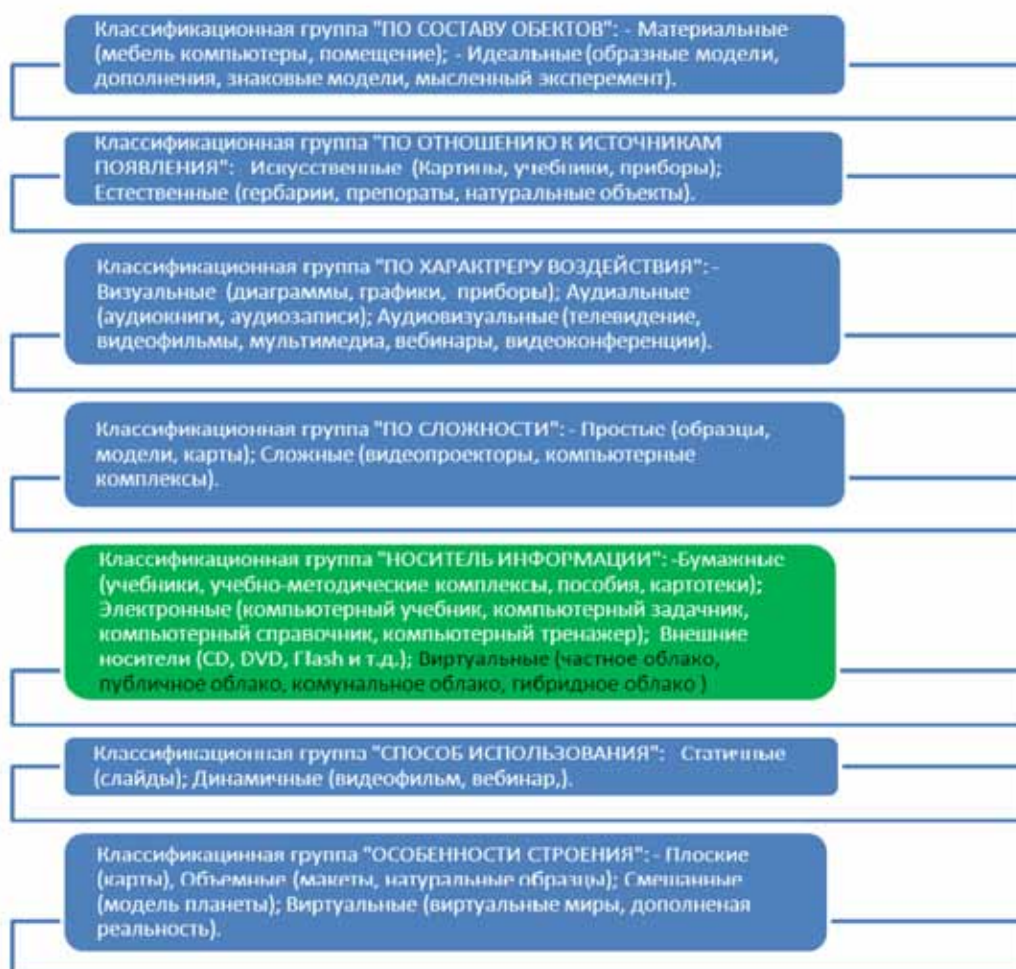 Классификационная группа "ПО СОСТАВУ ОБЕКТОВ": - Материальные
(мебель компьютеры, помещение); - Идеальные (образные модели,
дополнения, знаковые модели, мысленный эксперемент).
Классификационная группа "ПО ОТНОШЕНИЮ К ИСТОЧНИКАМ
ПОЯВЛЕНИЯ": Искусственные (Картины, учебники, приборы);
Естественные (гербарии, препораты, натуральные объекты).
Классификационная группа "ПО ХАРАКТРЕРУ ВОЗДЕЙСТВИЯ": -
Визуальные (диаграммы, графики, приборы); Аудиальные
(аудиокниги, аудиозаписи); Аудиовизуальные (телевидение,
видеофильмы, мультимедиа, вебинары, видеоконференции).
Классификационная группа "ПО СЛОЖНОСТИ": - Простые (образцы,
модели, карты); Сложные (видеопроекторы, компьютерные
комплексы).
Классификационная группа "НОСИТЕЛЬ ИНФОРМАЦИИ": -Бумажные
(учебники, учебно-методические комплексы, пособия, картотеки);
Электронные (компьютерный учебник, компьютерный задачник,
компьютерный справочник, компьютерный тренажер); Внешние
носители (CD, DVD, Flash и т.д.); Виртуальные (частное облако,
публичное облако, комунальное облако, гибридное облако )
Классификационная группа "СПОСОБ ИСПОЛЬЗОВАНИЯ": Статичные
(слайды); Динамичные (видеофильм, вебинар,).
Классификацинная группа "ОСОБЕННОСТИ СТРОЕНИЯ": - Плоские
(карты), Объемные (макеты, натуральные образцы); Смешанные
(модель планеты); Виртуальные (виртуальные миры, дополненая
реальность).